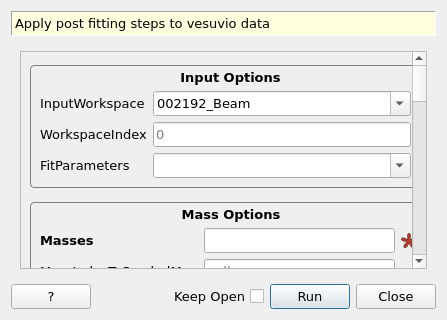 Apply post fitting steps to vesuvio data
Input Options
InputWorkspace 002192_Beam
WorkspaceIndex 0
FitParameters
Mass Options
Masses
? Keep Open Run Close